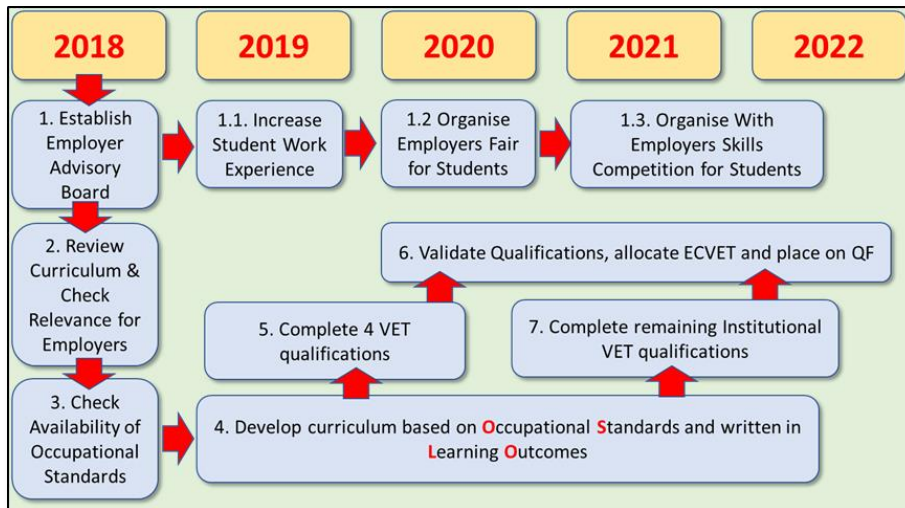 2018
2019
2020
2021
2022
1. Establish
Employer
Advisory
Board
1.1. Increase
Student Work
Experience
1.2 Organise
Employers Fair
for Students
1.3. Organise With
Employers Skills
Competition for Students
2. Review
Curriculum &
Check
Relevance for
Employers
6. Validate Qualifications, allocate ECVET and place on QF
5. Complete 4 VET
qualifications
7. Complete remaining Institutional
VET qualifications
3. Check
Availability of
Occupational
Standards
4. Develop curriculum based on Occupational Standards and written in
Learning Outcomes